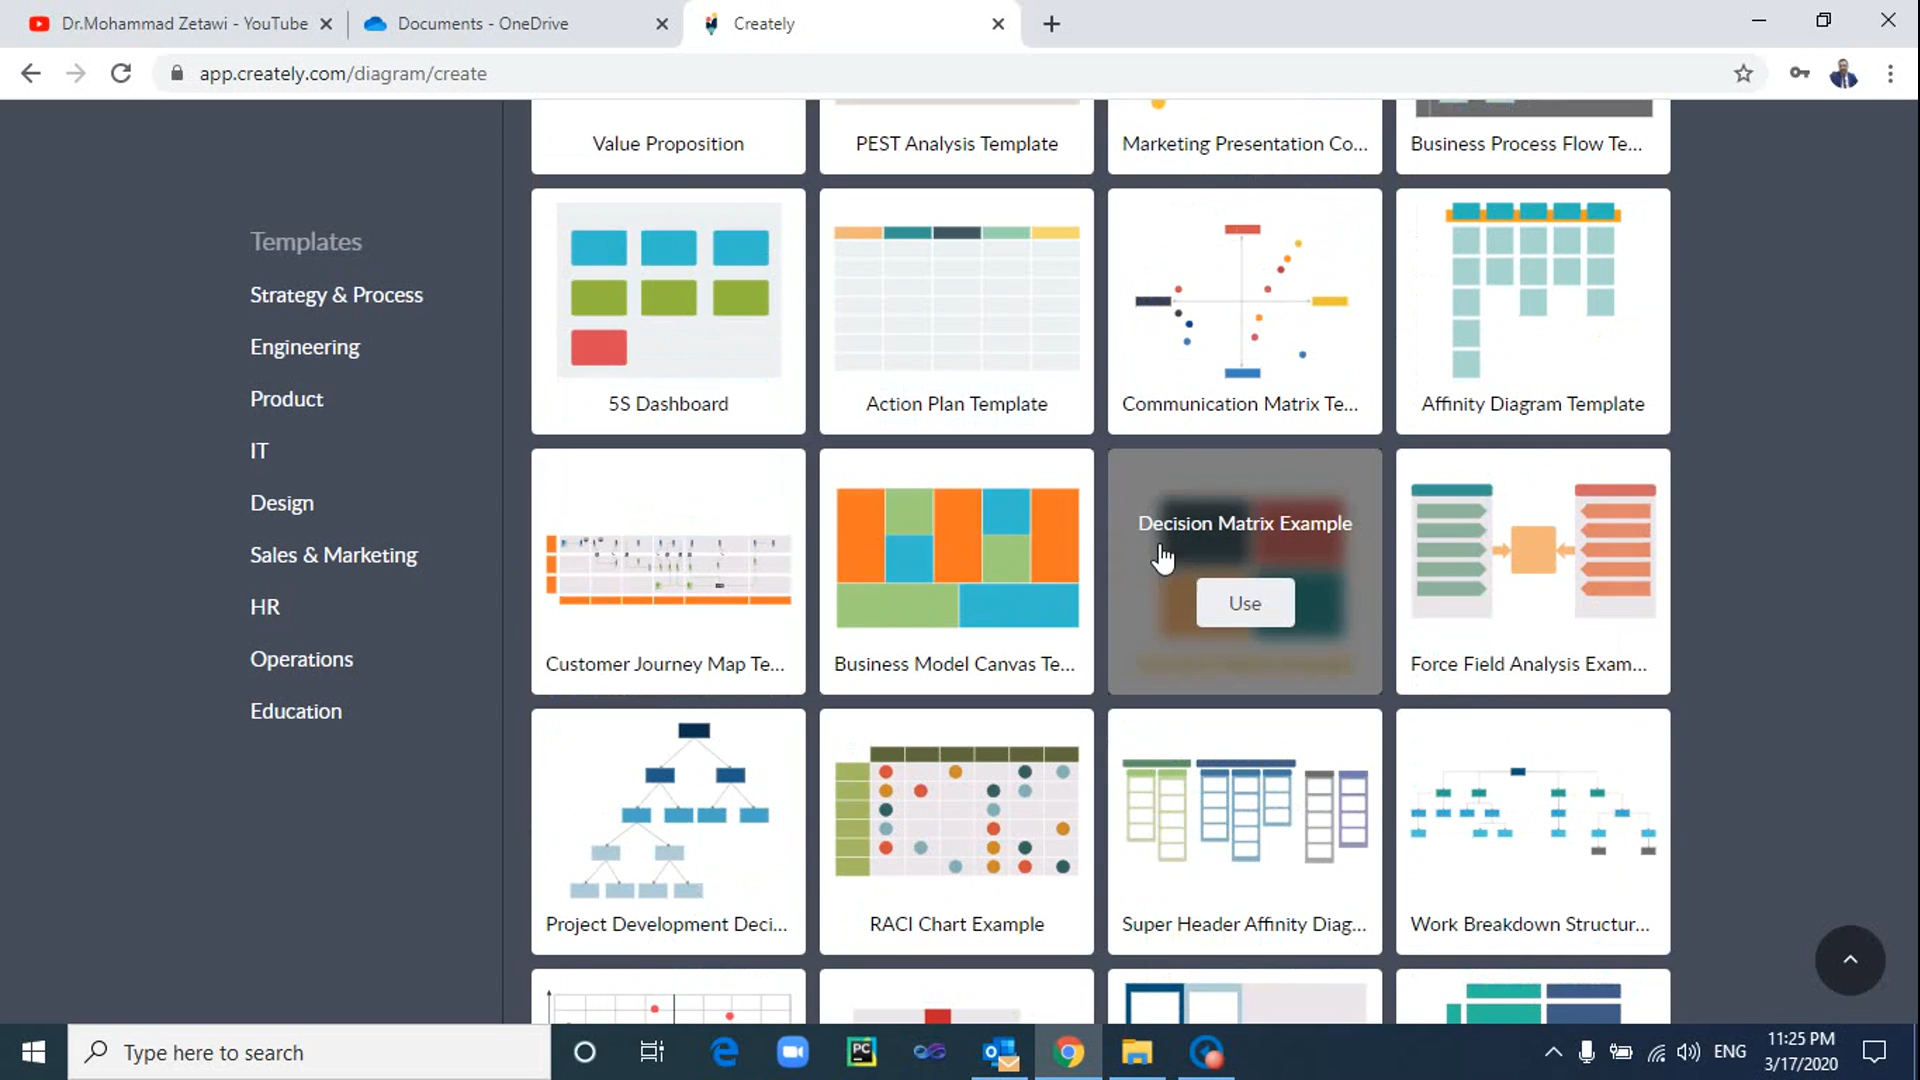 Dr.Mohammad Zetawi - YouTube
Documents - OneDrive
Creately
app.creately.com/diagram/create
Value Proposition
PEST Analysis Template
Marketing Presentation Co...
Business Process Flow Te...
Templates
Strategy & Process
Engineering
Product
IT
Design
Sales & Marketing
HR
Operations
Education
5S Dashboard
Action Plan Template
Communication Matrix Te...
Affinity Diagram Template
Customer Journey Map Te...
Business Model Canvas Te...
Decision Matrix Example
Use
Force Field Analysis Exam...
Project Development Deci...
RACI Chart Example
Super Header Affinity Diag...
Work Breakdown Structur...
Type here to search
PC
ENG
11:25 PM
3/17/2020